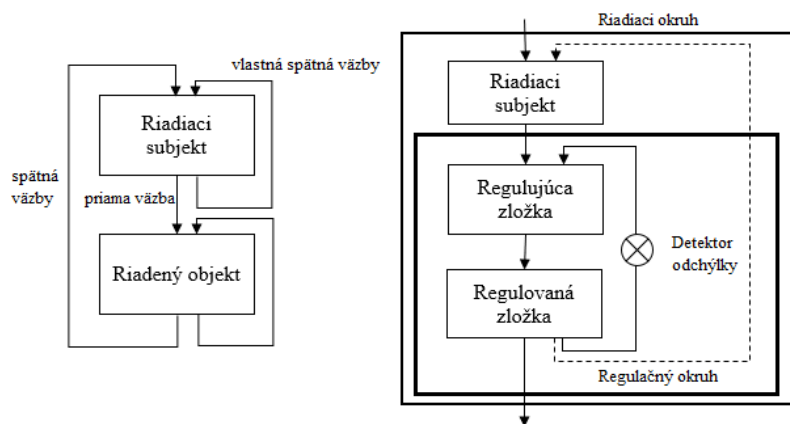 vlastná spätná väzby
Riadiaci
subjekt
spätná
väzby
priama väzba
Riadený objekt
Riadiaci okruh
Riadiaci
subjekt
Regulujúca
zložka
Detektor
odchýlky
Regulovaná
zložka
Regulačný okruh